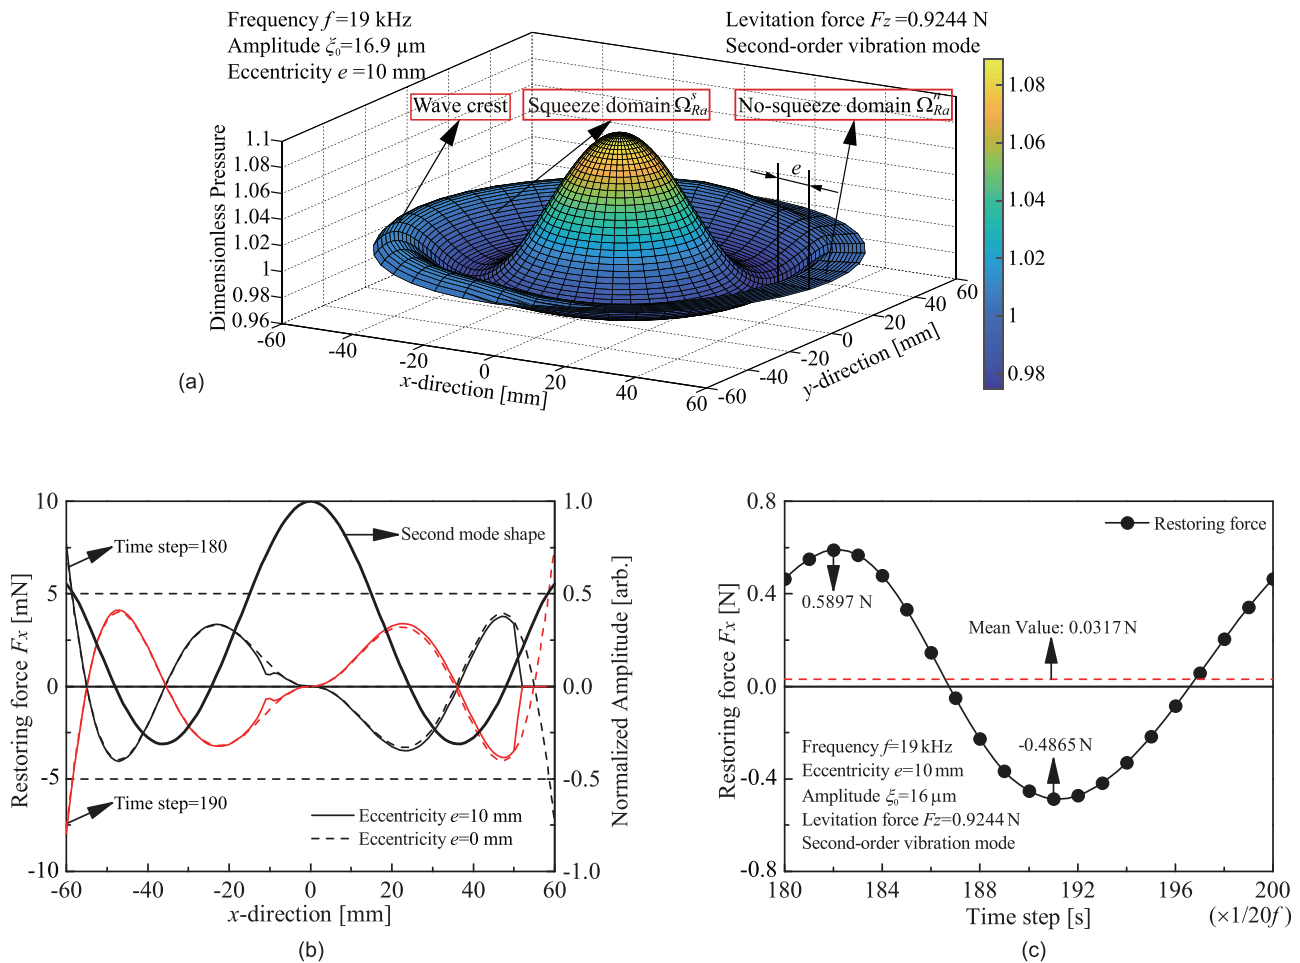 Frequency f=19 kHz
Amplitude ξ₀=16.9 µm
Eccentricity e=10 mm
Levitation force Fz=0.9244 N
Second-order vibration mode
Wave crest
Squeeze domain Ω^s_Ra
No-squeeze domain Ω^n_Ra
e
Dimensionless Pressure
1.1
1.08
1.06
1.04
1.02
1
0.98
0.96
-60
-40
-20
0
20
40
60
x-direction [mm]
-60
-40
-20
0
20
40
60
y-direction [mm]
1.08
1.06
1.04
1.02
1
0.98
(a)
Restoring force Fx [mN]
10
5
0
-5
-10
Time step=180
Second mode shape
Time step=190
Eccentricity e=10 mm
Eccentricity e=0 mm
1.0
0.5
0.0
-0.5
-1.0
Normalized Amplitude [arb.]
-60
-40
-20
0
20
40
60
x-direction [mm]
(b)
Restoring force Fx [N]
0.8
0.4
0.0
-0.4
-0.8
Restoring force
0.5897 N
Mean Value: 0.0317 N
-0.4865 N
Frequency f=19 kHz
Eccentricity e=10 mm
Amplitude ξ₀=16 µm
Levitation force Fz=0.9244 N
Second-order vibration mode
180
184
188
192
196
200
Time step [s]
(×1/20f)
(c)